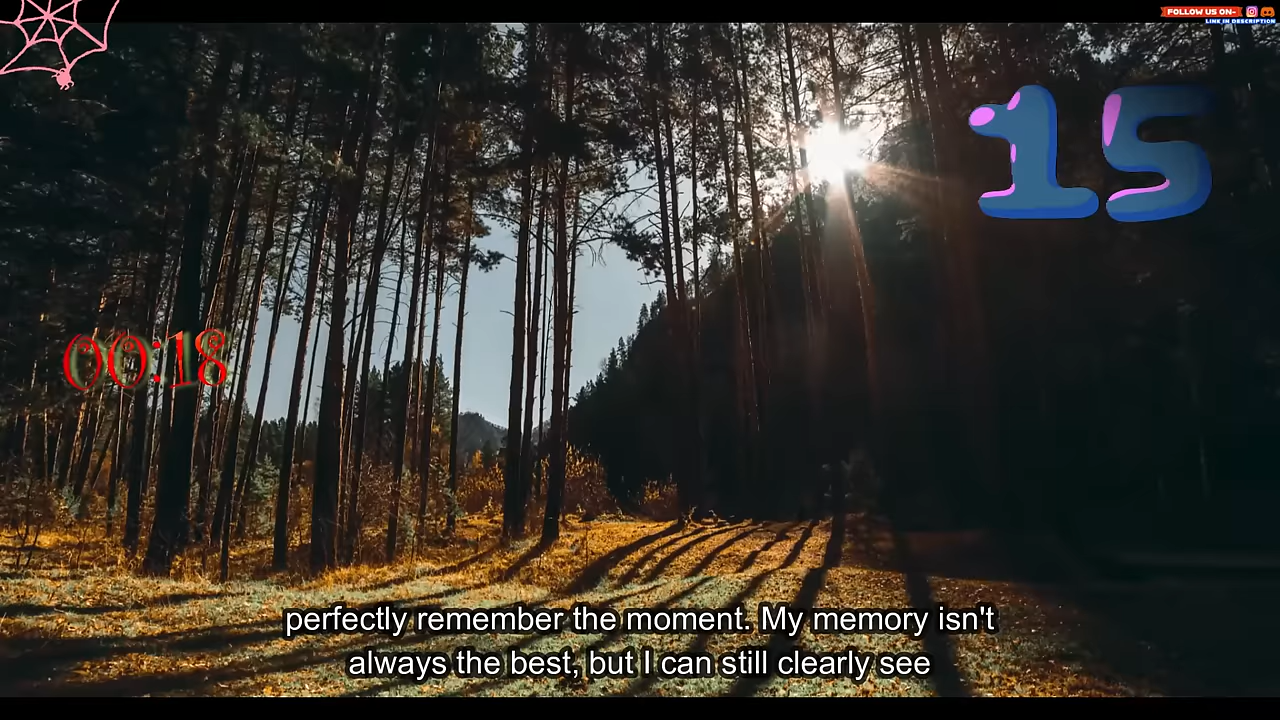 FOLLOW US ON-
LINK IN DESCRIPTION
15
00:18
perfectly remember the moment. My memory isn't
always the best, but I can still clearly see